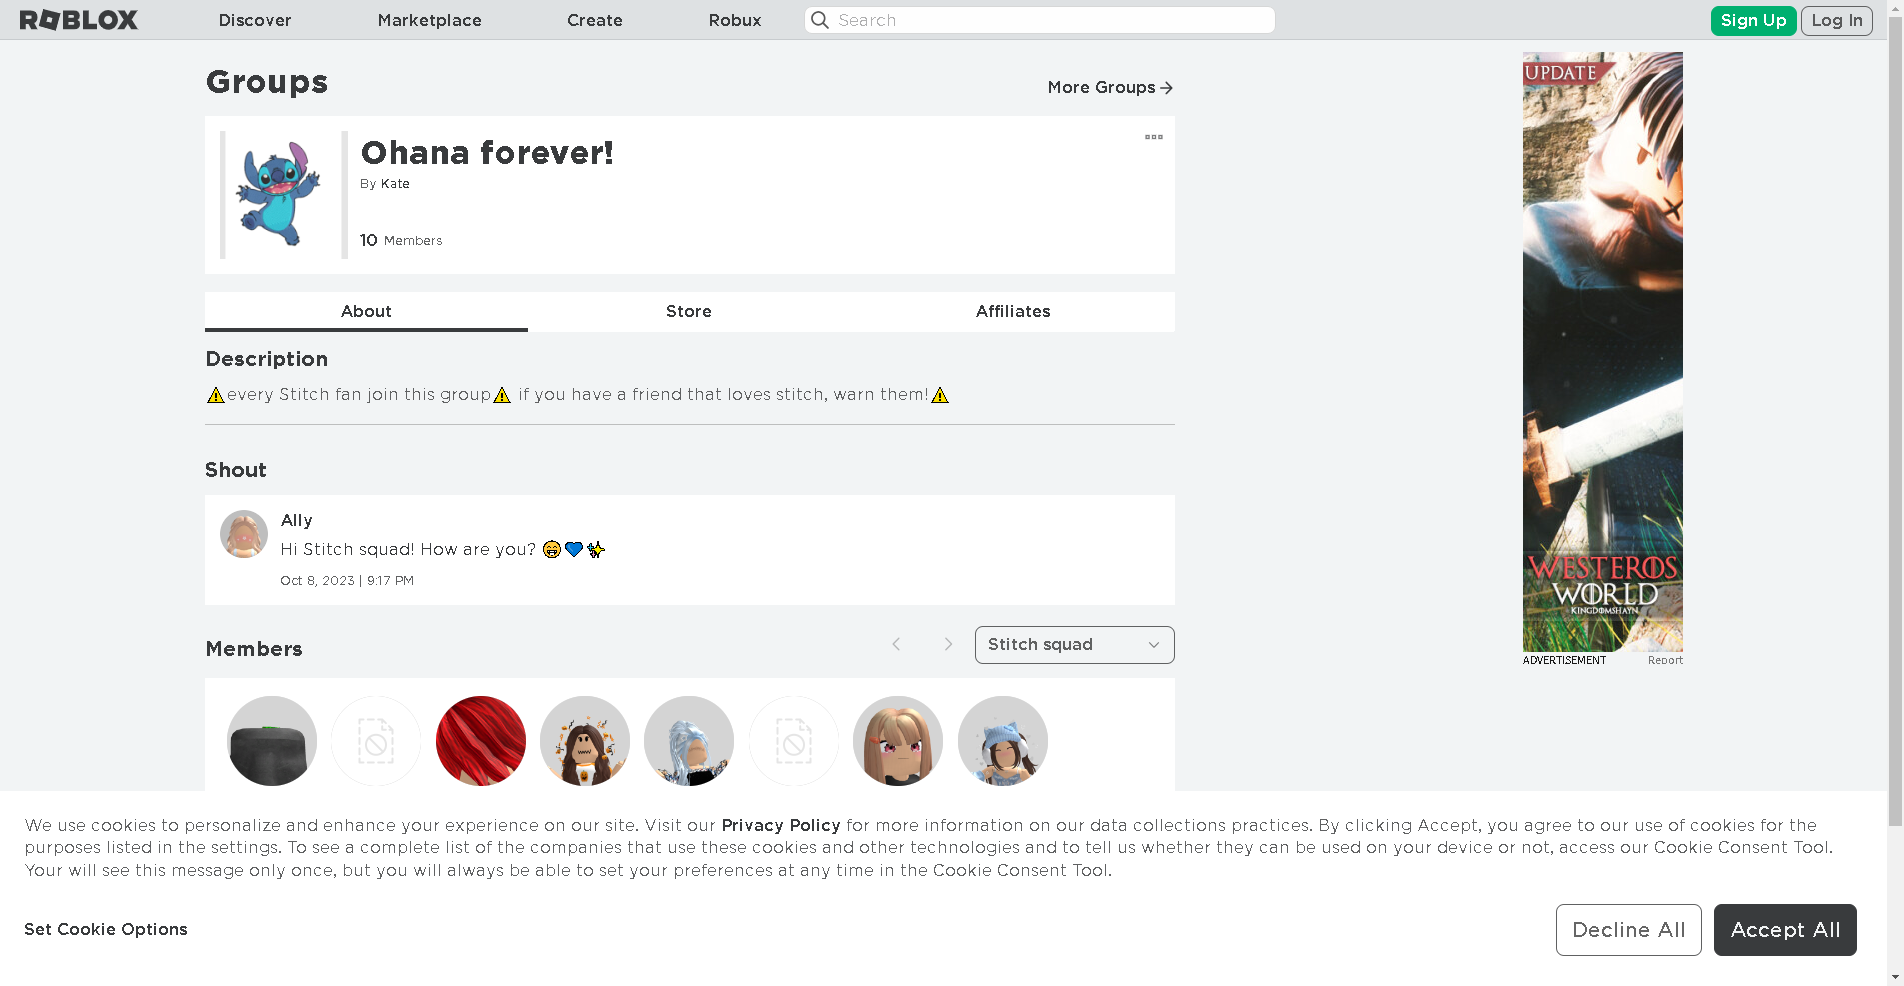 ROBLOX
Discover
Marketplace
Create
Robux
Search
Sign Up
Log In
Groups
More Groups
Ohana forever!
By Kate
10 Members
About
Store
Affiliates
Description
⚠️every Stitch fan join this group⚠️ if you have a friend that loves stitch, warn them!⚠️
Shout
Ally
Hi Stitch squad! How are you? 😁💙✨
Oct 8, 2023 | 9:17 PM
Members
Stitch squad
UPDATE
WESTEROS
WORLD
KINGDOMSHAYN
ADVERTISEMENT
Report
We use cookies to personalize and enhance your experience on our site. Visit our Privacy Policy for more information on our data collections practices. By clicking Accept, you agree to our use of cookies for the
purposes listed in the settings. To see a complete list of the companies that use these cookies and other technologies and to tell us whether they can be used on your device or not, access our Cookie Consent Tool.
Your will see this message only once, but you will always be able to set your preferences at any time in the Cookie Consent Tool.
Set Cookie Options
Decline All
Accept All